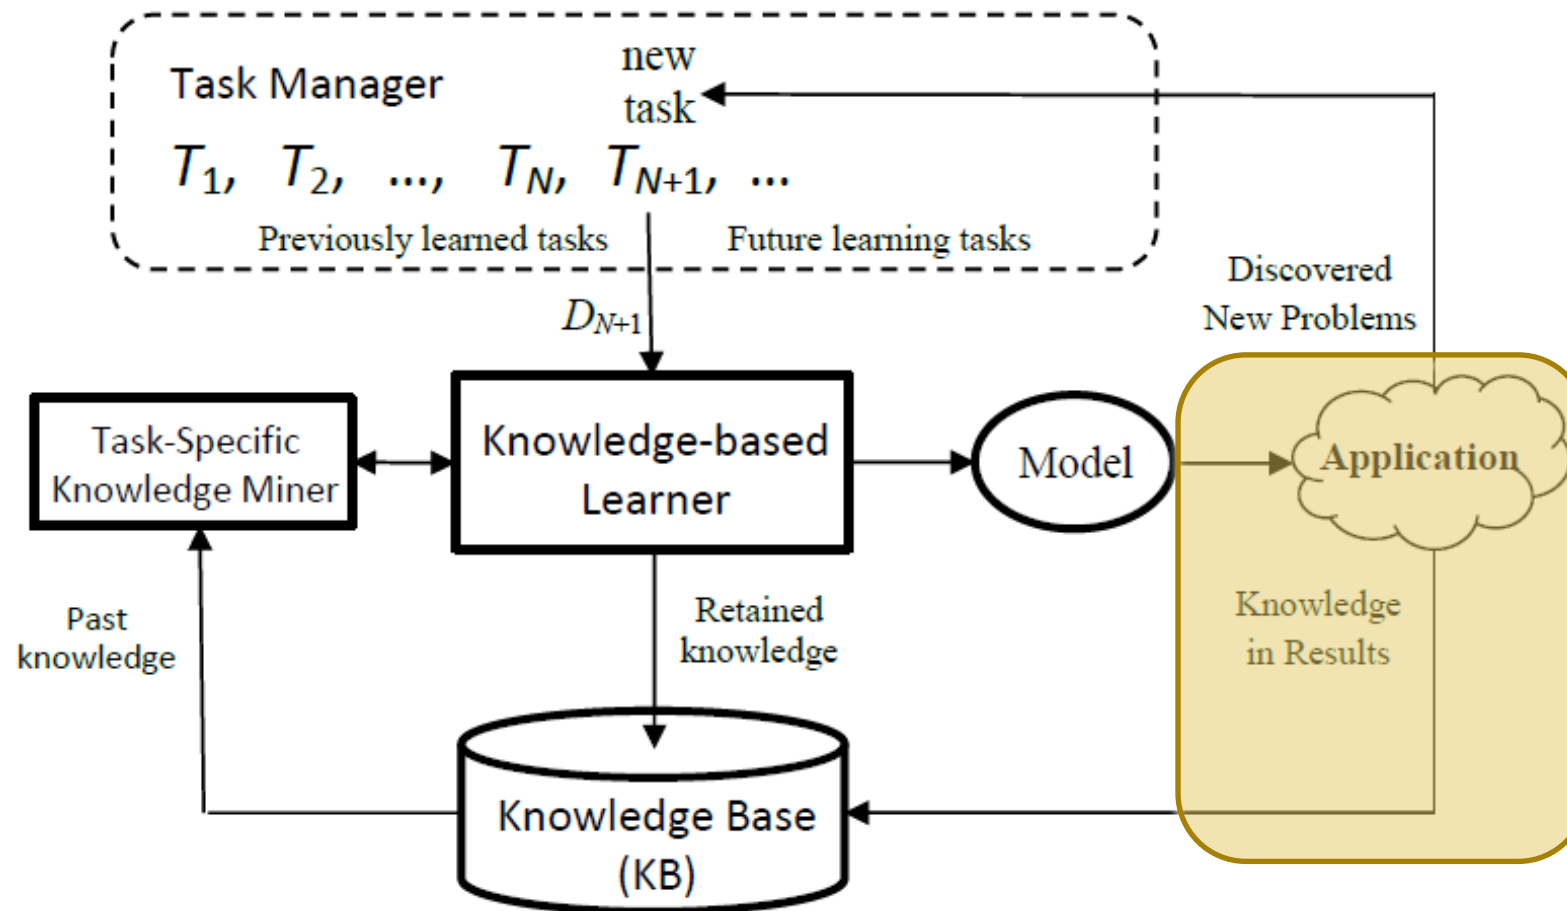 new
Task Manager
task
T1, T2, ..., TN, TN+1, ...
Previously learned tasks
Future learning tasks
Discovered
New Problems
DN+1
Task-Specific
Knowledge Miner
Knowledge-based
Learner
Model
Application
Past
knowledge
Retained
knowledge
Knowledge
in Results
Knowledge Base
(KB)